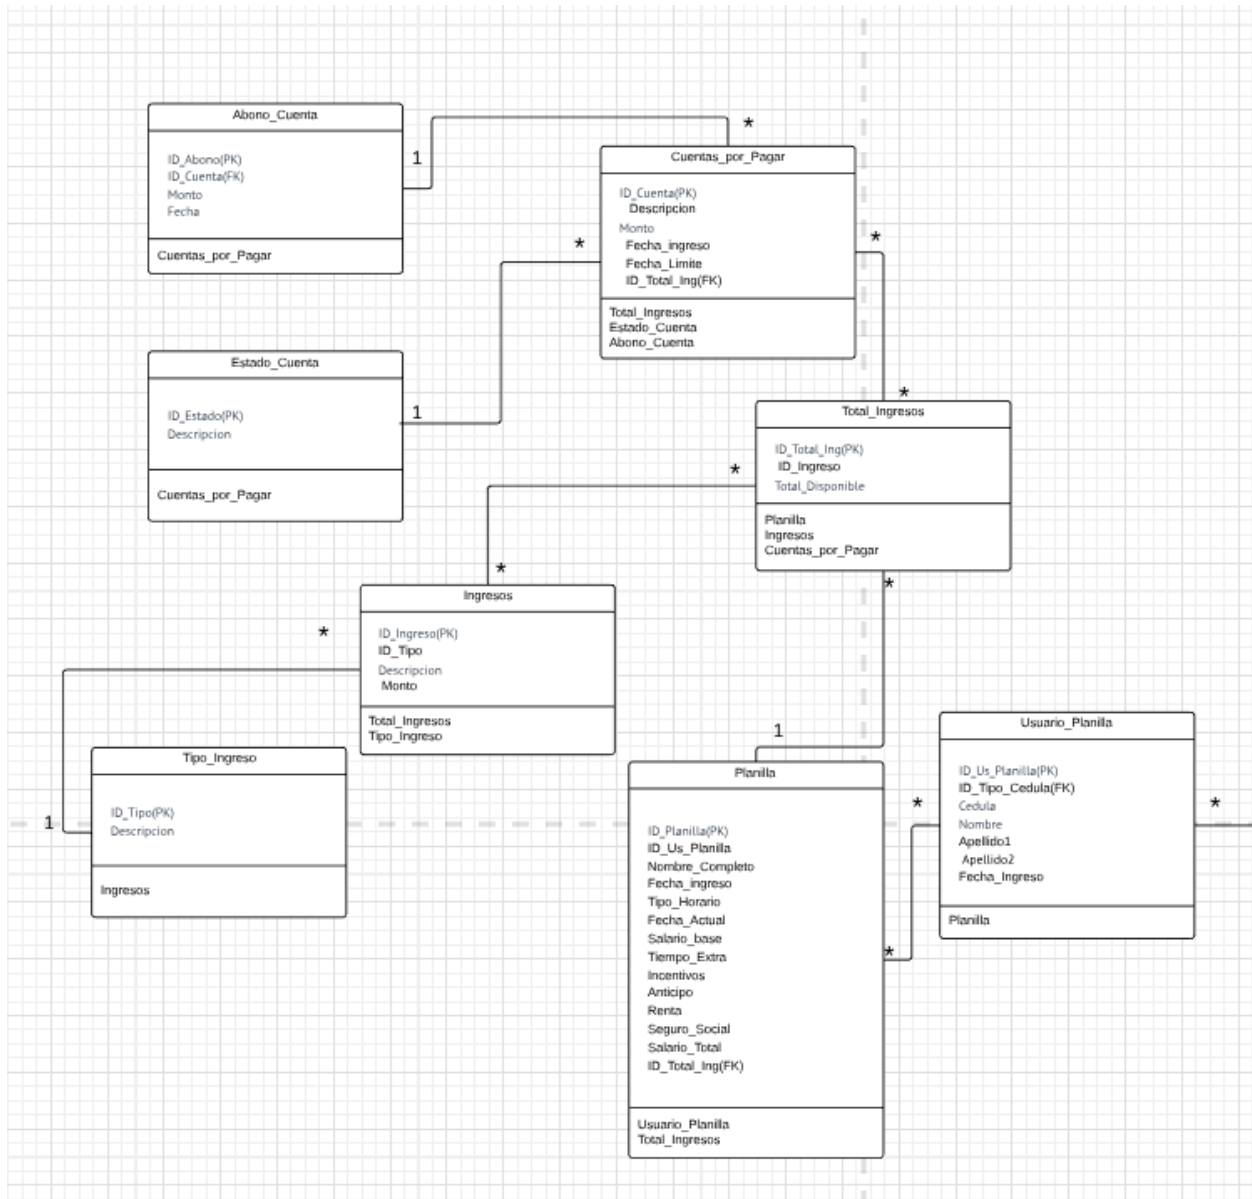 Abono_Cuenta
ID_Abono(PK)
ID_Cuenta(FK)
Monto
Fecha
Cuentas_por_Pagar
1
*
Cuentas_por_Pagar
ID_Cuenta(PK)
Descripcion
Monto
Fecha_ingreso
Fecha_Limite
ID_Total_Ing(FK)
Total_Ingresos
Estado_Cuenta
Abono_Cuenta
*
*
Estado_Cuenta
ID_Estado(PK)
Descripcion
Cuentas_por_Pagar
1
*
Total_Ingresos
ID_Total_Ing(PK)
ID_Ingreso
Total_Disponible
Planilla
Ingresos
Cuentas_por_Pagar
*
*
*
Ingresos
ID_Ingreso(PK)
ID_Tipo
Descripcion
Monto
Total_Ingresos
Tipo_Ingreso
*
Tipo_Ingreso
ID_Tipo(PK)
Descripcion
Ingresos
1
1
Planilla
ID_Planilla(PK)
ID_Us_Planilla
Nombre_Completo
Fecha_ingreso
Tipo_Horario
Fecha_Actual
Salario_base
Tiempo_Extra
Incentivos
Anticipo
Renta
Seguro_Social
Salario_Total
ID_Total_Ing(FK)
Usuario_Planilla
Total_Ingresos
*
*
Usuario_Planilla
ID_Us_Planilla(PK)
ID_Tipo_Cedula(FK)
Cedula
Nombre
Apellido1
Apellido2
Fecha_Ingreso
Planilla
*